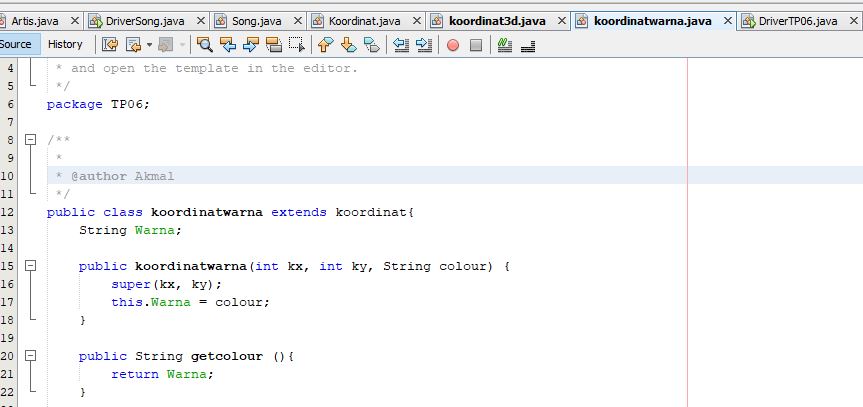 Artis.java DriverSong.java Song.java Koordinat.java koordinat3d.java koordinatwarna.java DriverTP06.java
Source History
4 * and open the template in the editor.
5 */
6 package TP06;
7
8 /**
9 *
10 * @author Akmal
11 */
12 public class koordinatwarna extends koordinat{
13 String Warna;
14
15 public koordinatwarna(int kx, int ky, String colour) {
16 super(kx, ky);
17 this.Warna = colour;
18 }
19
20 public String getcolour (){
21 return Warna;
22 }